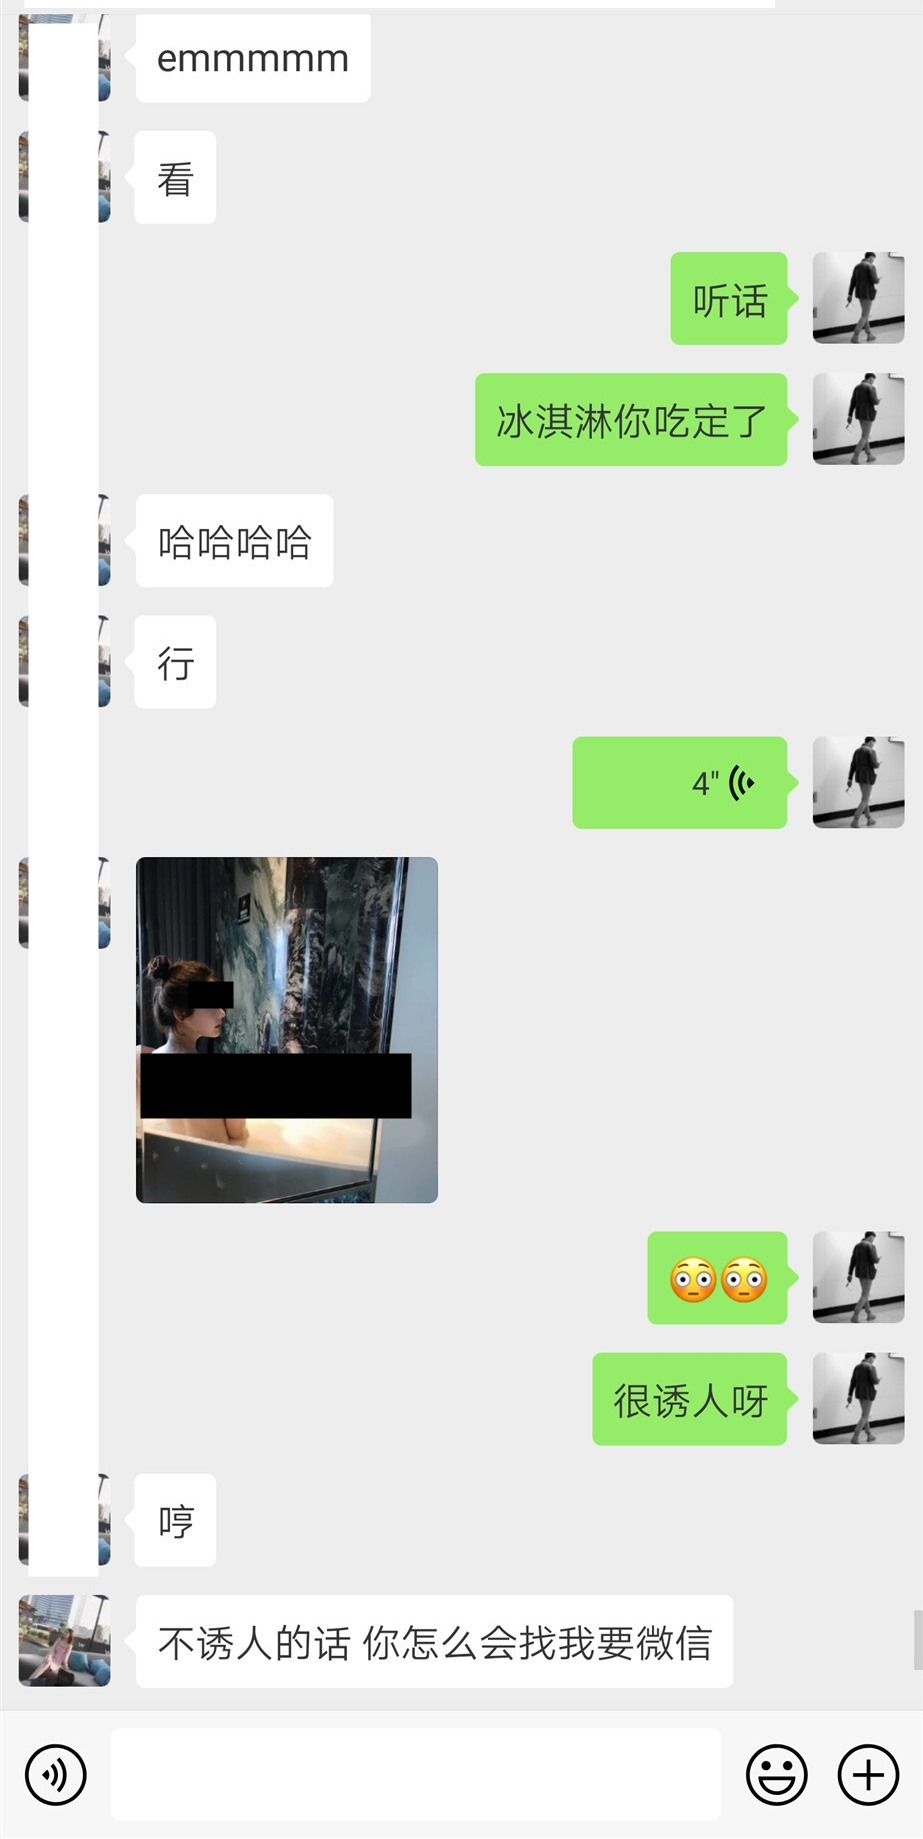 emmmmm
看
听话
冰淇淋你吃定了
哈哈哈哈
行
4"
😳😳
很诱人呀
哼
不诱人的话 你怎么会找我要微信